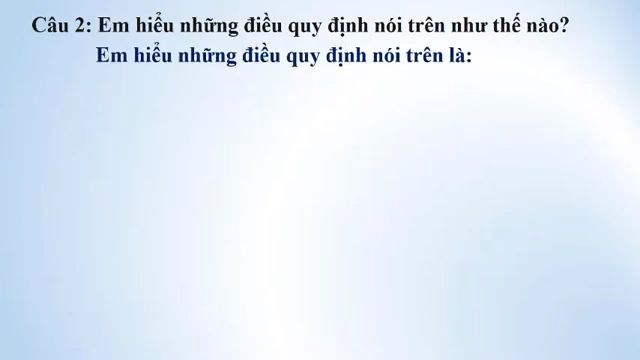 Câu 2: Em hiểu những điều quy định nói trên như thế nào?
Em hiểu những điều quy định nói trên là: